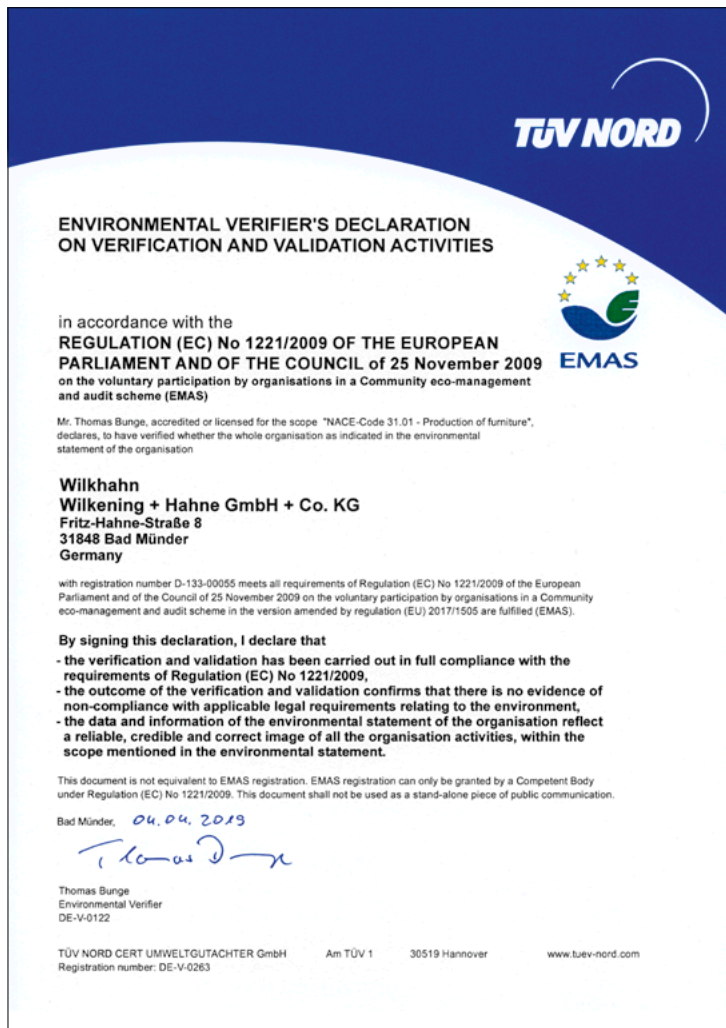 TÜV NORD
ENVIRONMENTAL VERIFIER'S DECLARATION
ON VERIFICATION AND VALIDATION ACTIVITIES
in accordance with the
REGULATION (EC) No 1221/2009 OF THE EUROPEAN
PARLIAMENT AND OF THE COUNCIL of 25 November 2009
on the voluntary participation by organisations in a Community eco-management
and audit scheme (EMAS)
EMAS
Mr. Thomas Bunge, accredited or licensed for the scope "NACE-Code 31.01 - Production of furniture",
declares, to have verified whether the whole organisation as indicated in the environmental
statement of the organisation
Wilkhahn
Wilkening + Hahne GmbH + Co. KG
Fritz-Hahne-Straße 8
31848 Bad Münder
Germany
with registration number D-133-00055 meets all requirements of Regulation (EC) No 1221/2009 of the European
Parliament and of the Council of 25 November 2009 on the voluntary participation by organisations in a Community
eco-management and audit scheme in the version amended by regulation (EU) 2017/1505 are fulfilled (EMAS).
By signing this declaration, I declare that
- the verification and validation has been carried out in full compliance with the
requirements of Regulation (EC) No 1221/2009,
- the outcome of the verification and validation confirms that there is no evidence of
non-compliance with applicable legal requirements relating to the environment,
- the data and information of the environmental statement of the organisation reflect
a reliable, credible and correct image of all the organisation activities, within the
scope mentioned in the environmental statement.
This document is not equivalent to EMAS registration. EMAS registration can only be granted by a Competent Body
under Regulation (EC) No 1221/2009. This document shall not be used as a stand-alone piece of public communication.
Bad Münder, 04.04.2019
Thomas Bunge
Environmental Verifier
DE-V-0122
TÜV NORD CERT UMWELTGUTACHTER GmbH Am TÜV 1 30519 Hannover www.tuev-nord.com
Registration number: DE-V-0263